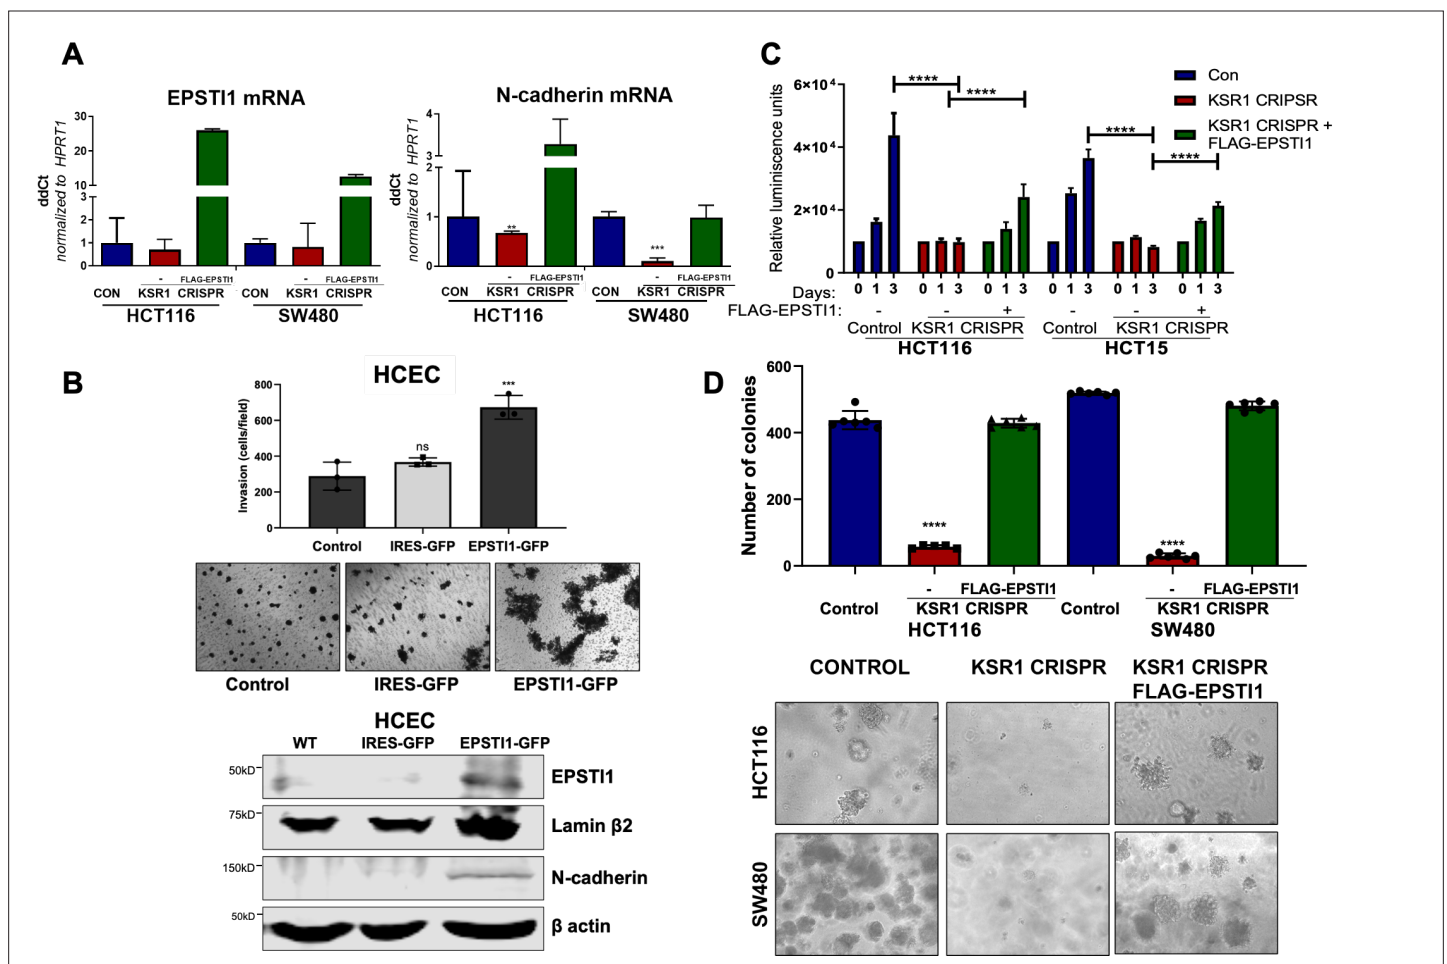 A
EPSTI1 mRNA
ddCt
normalized to HPRT1
30
20
10
3
2
1
0
- FLAG-EPSTI1 - FLAG-EPSTI1
CON KSR1 CRISPR CON KSR1 CRISPR
HCT116 SW480
N-cadherin mRNA
ddCt
normalized to HPRT1
4
3
2
1
0
** ***
- FLAG-EPSTI1 - FLAG-EPSTI1
CON KSR1 CRISPR CON KSR1 CRISPR
HCT116 SW480
C
Relative luminiscence units
6×10⁴
4×10⁴
2×10⁴
0
****
****
****
****
Con
KSR1 CRIPSR
KSR1 CRISPR +
FLAG-EPSTI1
Days: 0 1 3 0 1 3 0 1 3 0 1 3 0 1 3 0 1 3
FLAG-EPSTI1: - - + - - +
Control KSR1 CRISPR Control KSR1 CRISPR
HCT116 HCT15
B
HCEC
Invasion (cells/field)
800
600
400
200
0
ns
***
Control IRES-GFP EPSTI1-GFP
Control IRES-GFP EPSTI1-GFP
HCEC
WT IRES-GFP EPSTI1-GFP
50kD EPSTI1
75kD Lamin β2
150kD N-cadherin
50kD β actin
D
Number of colonies
600
400
200
0
**** ****
- FLAG-EPSTI1 - FLAG-EPSTI1
Control KSR1 CRISPR Control KSR1 CRISPR
HCT116 SW480
CONTROL KSR1 CRISPR KSR1 CRISPR
FLAG-EPSTI1
HCT116
SW480